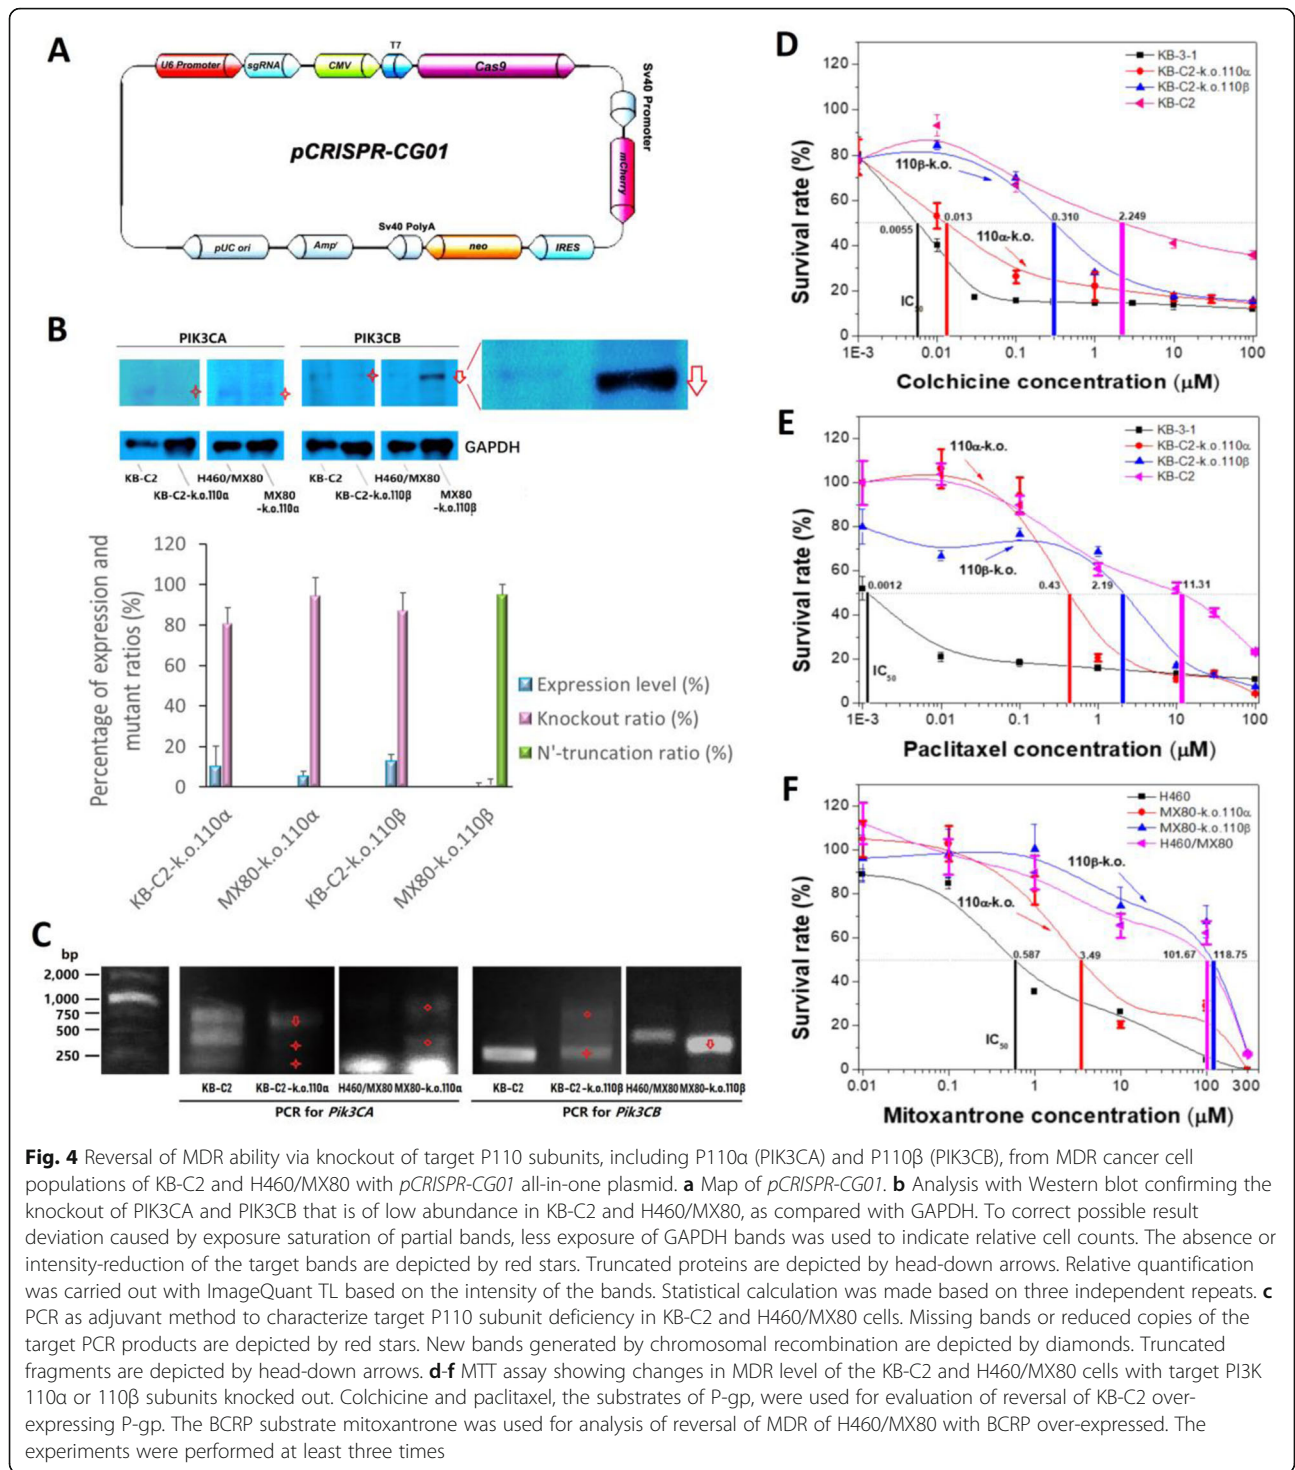 A
U6 Promoter
sgRNA
CMV
T7
Cas9
Sv40 Promoter
mCherry
pCRISPR-CG01
IRES
neo
Sv40 PolyA
Ampʳ
pUC ori
B
PIK3CA
PIK3CB
GAPDH
KB-C2
H460/MX80
KB-C2
H460/MX80
KB-C2-k.o.110α
MX80
-k.o.110α
KB-C2-k.o.110β
MX80
-k.o.110β
Percentage of expression and
mutant ratios (%)
120
100
80
60
40
20
0
KB-C2-k.o.110α
MX80-k.o.110α
KB-C2-k.o.110β
MX80-k.o.110β
Expression level (%)
Knockout ratio (%)
N'-truncation ratio (%)
C
bp
2,000
1,000
750
500
250
KB-C2
KB-C2-k.o.110α
H460/MX80
MX80-k.o.110α
KB-C2
KB-C2-k.o.110β
H460/MX80
MX80-k.o.110β
PCR for Pik3CA
PCR for Pik3CB
D
Survival rate (%)
120
100
80
60
40
20
0
KB-3-1
KB-C2-k.o.110α
KB-C2-k.o.110β
KB-C2
110β-k.o.
110α-k.o.
0.0055
0.013
0.310
2.249
IC50
1E-3
0.01
0.1
1
10
100
Colchicine concentration (μM)
E
Survival rate (%)
120
100
80
60
40
20
0
KB-3-1
KB-C2-k.o.110α
KB-C2-k.o.110β
KB-C2
110α-k.o.
110β-k.o.
0.0012
0.43
2.19
11.31
IC50
1E-3
0.01
0.1
1
10
100
Paclitaxel concentration (μM)
F
Survival rate (%)
120
100
80
60
40
20
0
H460
MX80-k.o.110α
MX80-k.o.110β
H460/MX80
110β-k.o.
110α-k.o.
0.587
3.49
101.67
118.75
IC50
0.01
0.1
1
10
100
300
Mitoxantrone concentration (μM)
Fig. 4 Reversal of MDR ability via knockout of target P110 subunits, including P110α (PIK3CA) and P110β (PIK3CB), from MDR cancer cell
populations of KB-C2 and H460/MX80 with pCRISPR-CG01 all-in-one plasmid. a Map of pCRISPR-CG01. b Analysis with Western blot confirming the
knockout of PIK3CA and PIK3CB that is of low abundance in KB-C2 and H460/MX80, as compared with GAPDH. To correct possible result
deviation caused by exposure saturation of partial bands, less exposure of GAPDH bands was used to indicate relative cell counts. The absence or
intensity-reduction of the target bands are depicted by red stars. Truncated proteins are depicted by head-down arrows. Relative quantification
was carried out with ImageQuant TL based on the intensity of the bands. Statistical calculation was made based on three independent repeats. c
PCR as adjuvant method to characterize target P110 subunit deficiency in KB-C2 and H460/MX80 cells. Missing bands or reduced copies of the
target PCR products are depicted by red stars. New bands generated by chromosomal recombination are depicted by diamonds. Truncated
fragments are depicted by head-down arrows. d-f MTT assay showing changes in MDR level of the KB-C2 and H460/MX80 cells with target PI3K
110α or 110β subunits knocked out. Colchicine and paclitaxel, the substrates of P-gp, were used for evaluation of reversal of KB-C2 over-
expressing P-gp. The BCRP substrate mitoxantrone was used for analysis of reversal of MDR of H460/MX80 with BCRP over-expressed. The
experiments were performed at least three times